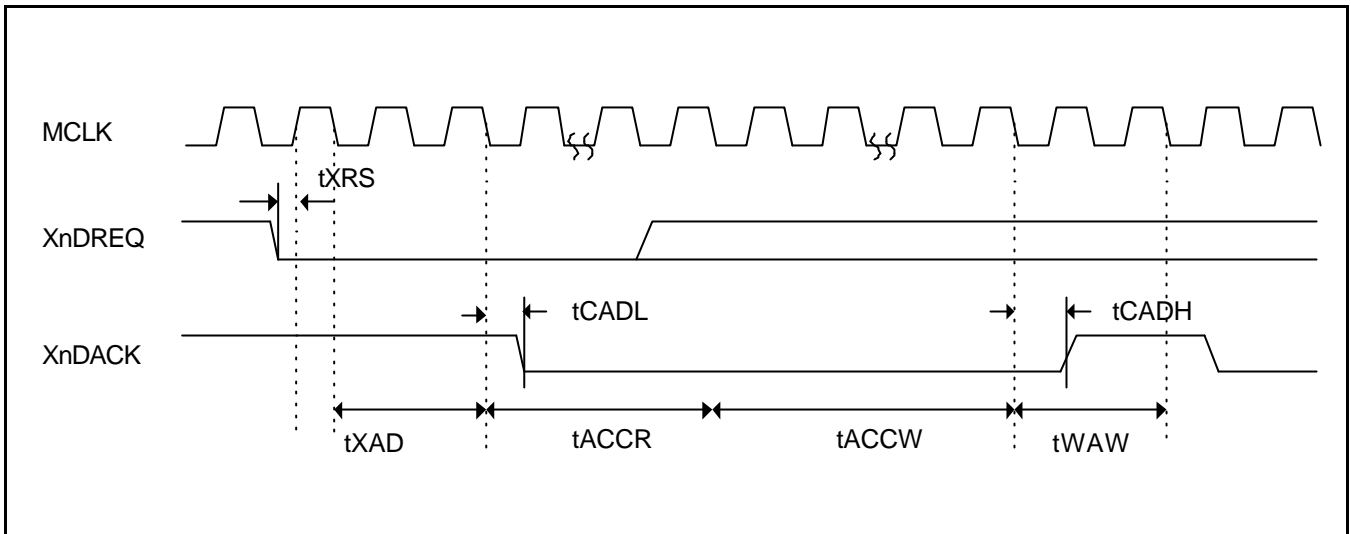 MCLK
tXRS
XnDREQ
tCADL
tCADH
XnDACK
tXAD
tACCR
tACCW
tWAW